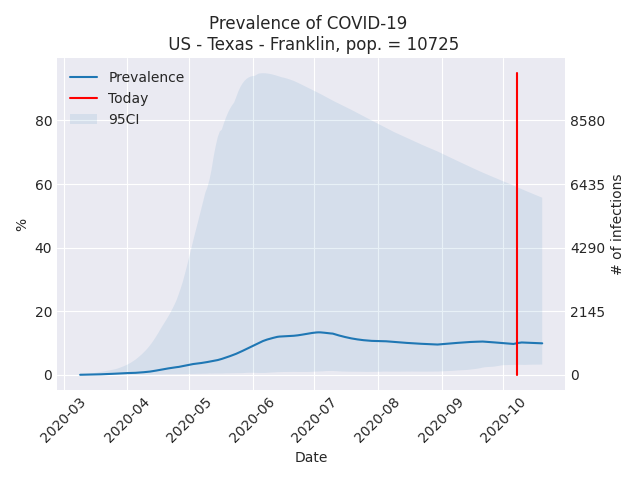 Prevalence of COVID-19
US - Texas - Franklin, pop. = 10725
Prevalence
Today
95CI
%
80
60
40
20
0
8580
6435
4290
2145
0
# of infections
2020-03
2020-04
2020-05
2020-06
2020-07
2020-08
2020-09
2020-10
Date